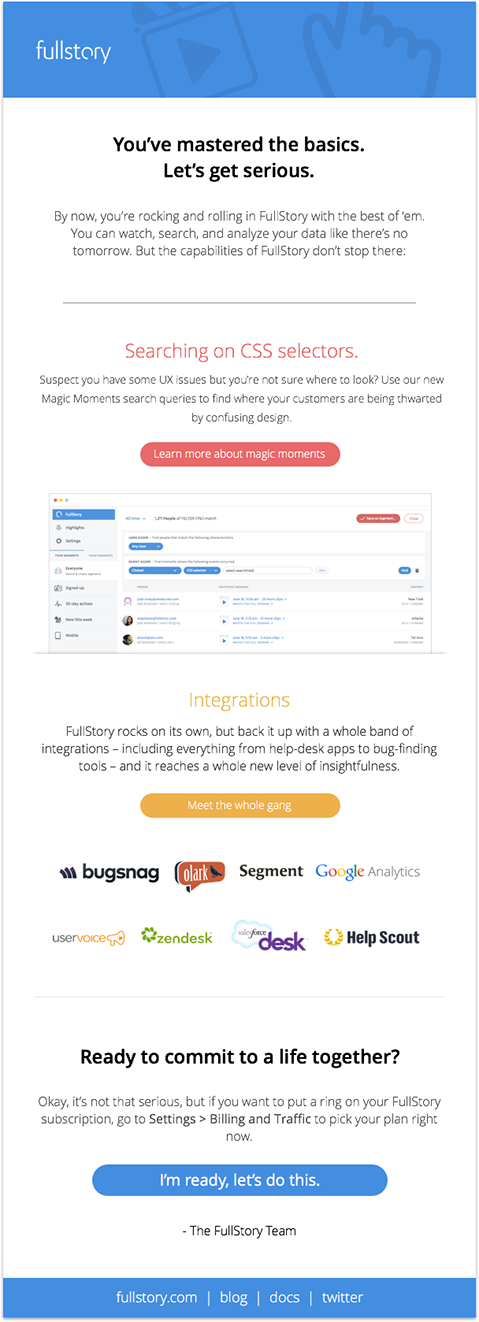 fullstory
You’ve mastered the basics.
Let’s get serious.
By now, you’re rocking and rolling in FullStory with the best of ‘em.
You can watch, search, and analyze your data like there’s no
tomorrow. But the capabilities of FullStory don’t stop there:
Searching on CSS selectors.
Suspect you have some UX issues but you’re not sure where to look? Use our new
Magic Moments search queries to find where your customers are being thwarted
by confusing design.
Learn more about magic moments
FullStory
Highlights
Settings
Everyone
Signed-up
30-day actives
New this week
Mobile
All time
1,211 People of 110,729 (1%) match
Save as Segment...
Any user
Clicked
CSS selector
New York
Atlanta
Tel Aviv
Integrations
FullStory rocks on its own, but back it up with a whole band of
integrations – including everything from help-desk apps to bug-finding
tools – and it reaches a whole new level of insightfulness.
Meet the whole gang
bugsnag olark Segment Google Analytics
uservoice zendesk salesforce desk Help Scout
Ready to commit to a life together?
Okay, it’s not that serious, but if you want to put a ring on your FullStory
subscription, go to Settings > Billing and Traffic to pick your plan right
now.
I’m ready, let’s do this.
- The FullStory Team
fullstory.com | blog | docs | twitter